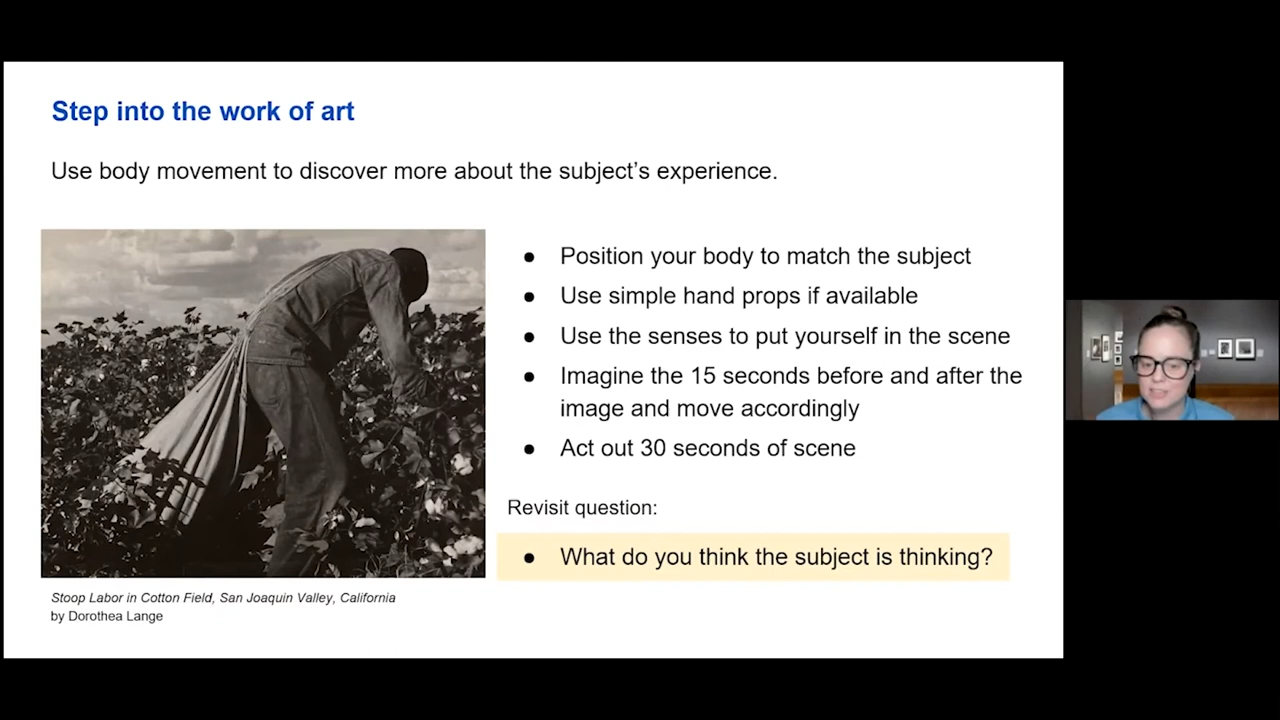 Step into the work of art
Use body movement to discover more about the subject’s experience.
● Position your body to match the subject
● Use simple hand props if available
● Use the senses to put yourself in the scene
● Imagine the 15 seconds before and after the
image and move accordingly
● Act out 30 seconds of scene
Revisit question:
● What do you think the subject is thinking?
Stoop Labor in Cotton Field, San Joaquin Valley, California
by Dorothea Lange